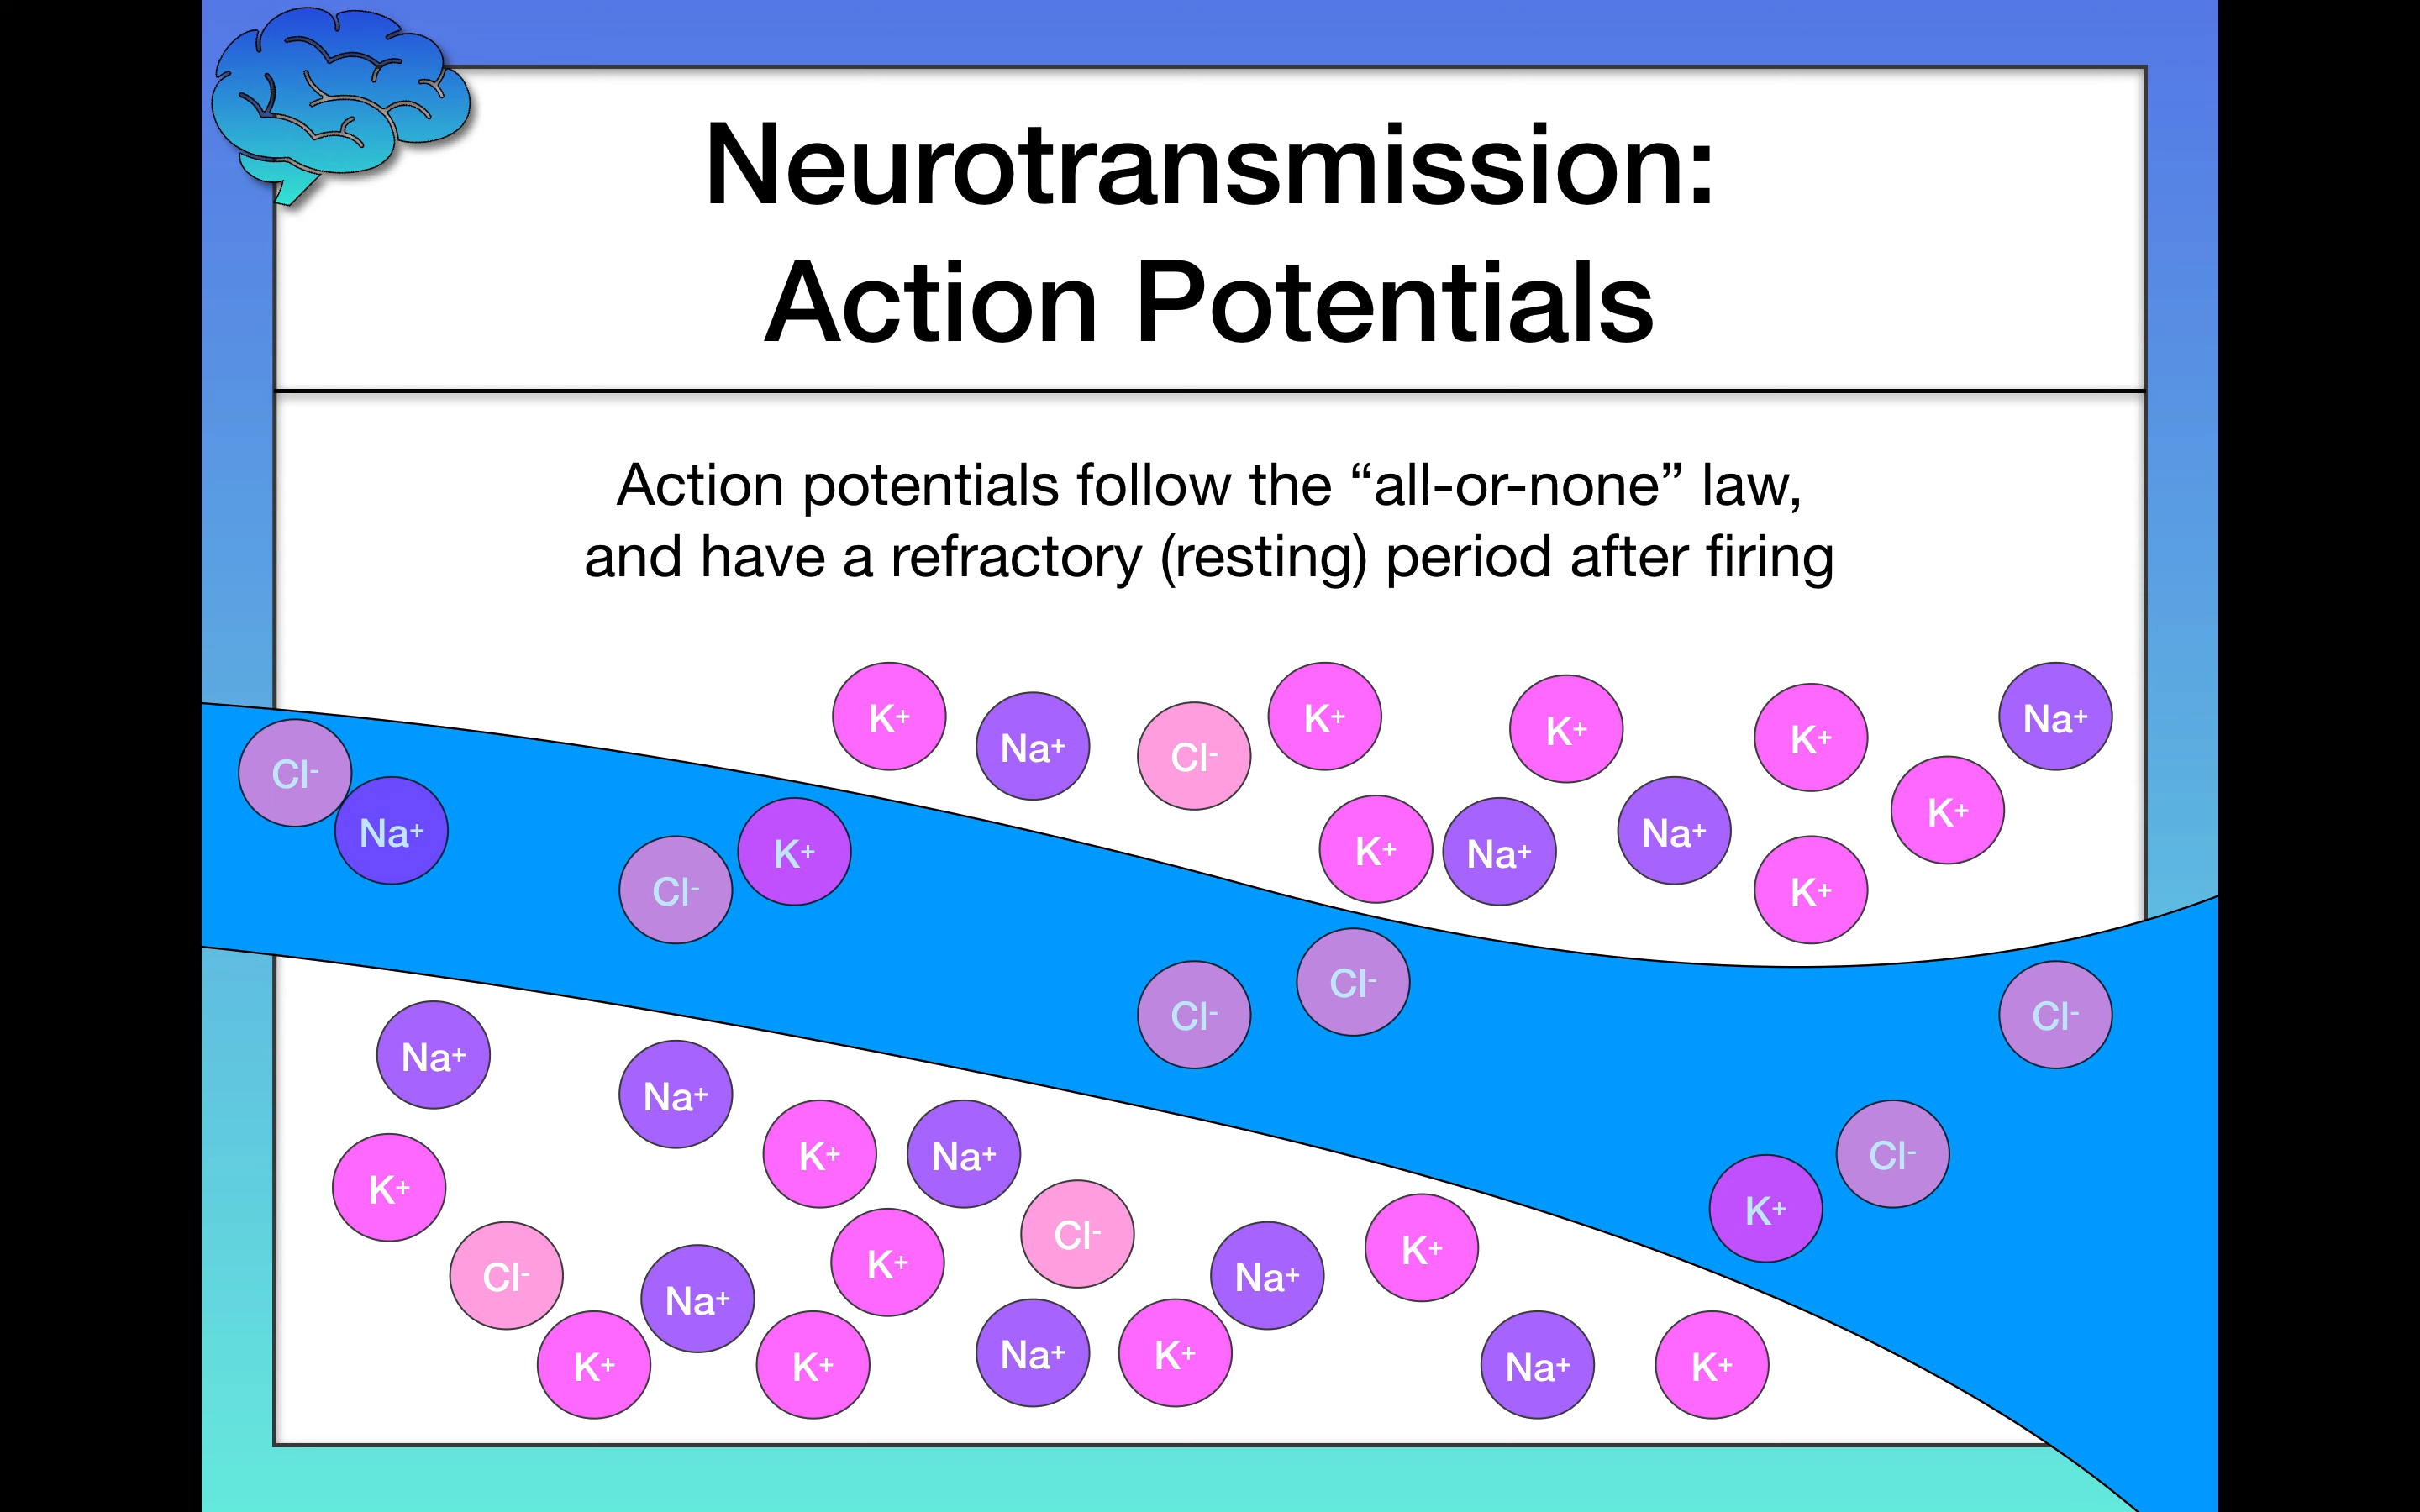 Neurotransmission:
Action Potentials
Action potentials follow the “all-or-none” law,
and have a refractory (resting) period after firing
K+ Na+ Cl- K+ K+ K+ Na+
K+ Na+ Na+ K+ K+
Cl- Na+ Cl- K+
Cl- Cl- Cl-
Cl- K+
Na+ Na+ K+ Na+
K+ K+ Cl- K+
Cl- Na+ Na+
K+ K+ Na+ K+ Na+ K+